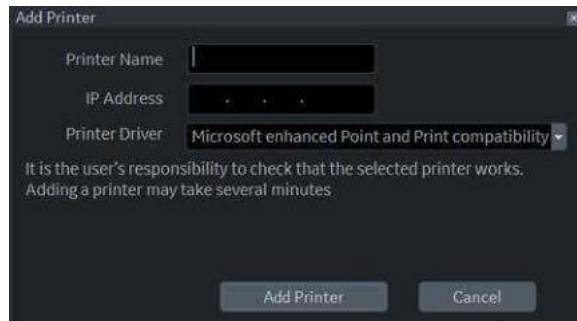 Add Printer
Printer Name
IP Address
. . .
Printer Driver
Microsoft enhanced Point and Print compatibility
It is the user's responsibility to check that the selected printer works.
Adding a printer may take several minutes
Add Printer
Cancel